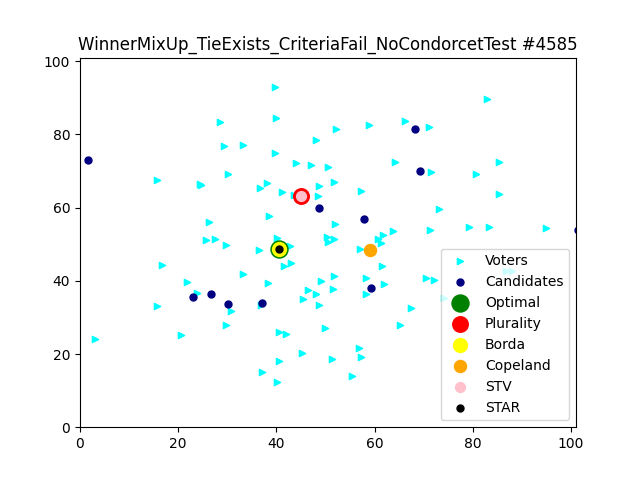 WinnerMixUp_TieExists_CriteriaFail_NoCondorcetTest #4585
100
80
60
40
20
0
0 20 40 60 80 100
Voters
Candidates
Optimal
Plurality
Borda
Copeland
STV
STAR